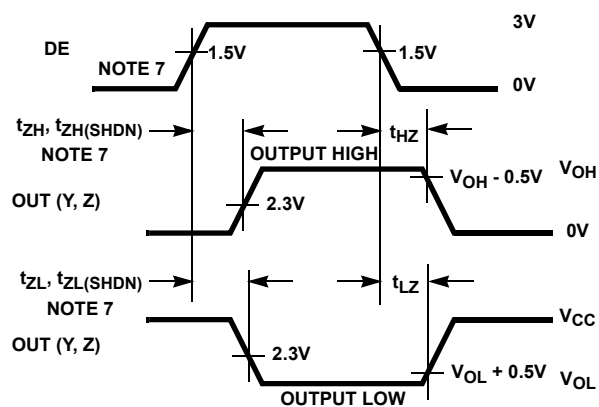 3V
DE
1.5V
1.5V
NOTE 7
0V
tZH, tZH(SHDN)
NOTE 7
tHZ
OUTPUT HIGH
VOH - 0.5V
VOH
OUT (Y, Z)
2.3V
0V
tZL, tZL(SHDN)
NOTE 7
tLZ
VCC
OUT (Y, Z)
2.3V
VOL + 0.5V
VOL
OUTPUT LOW